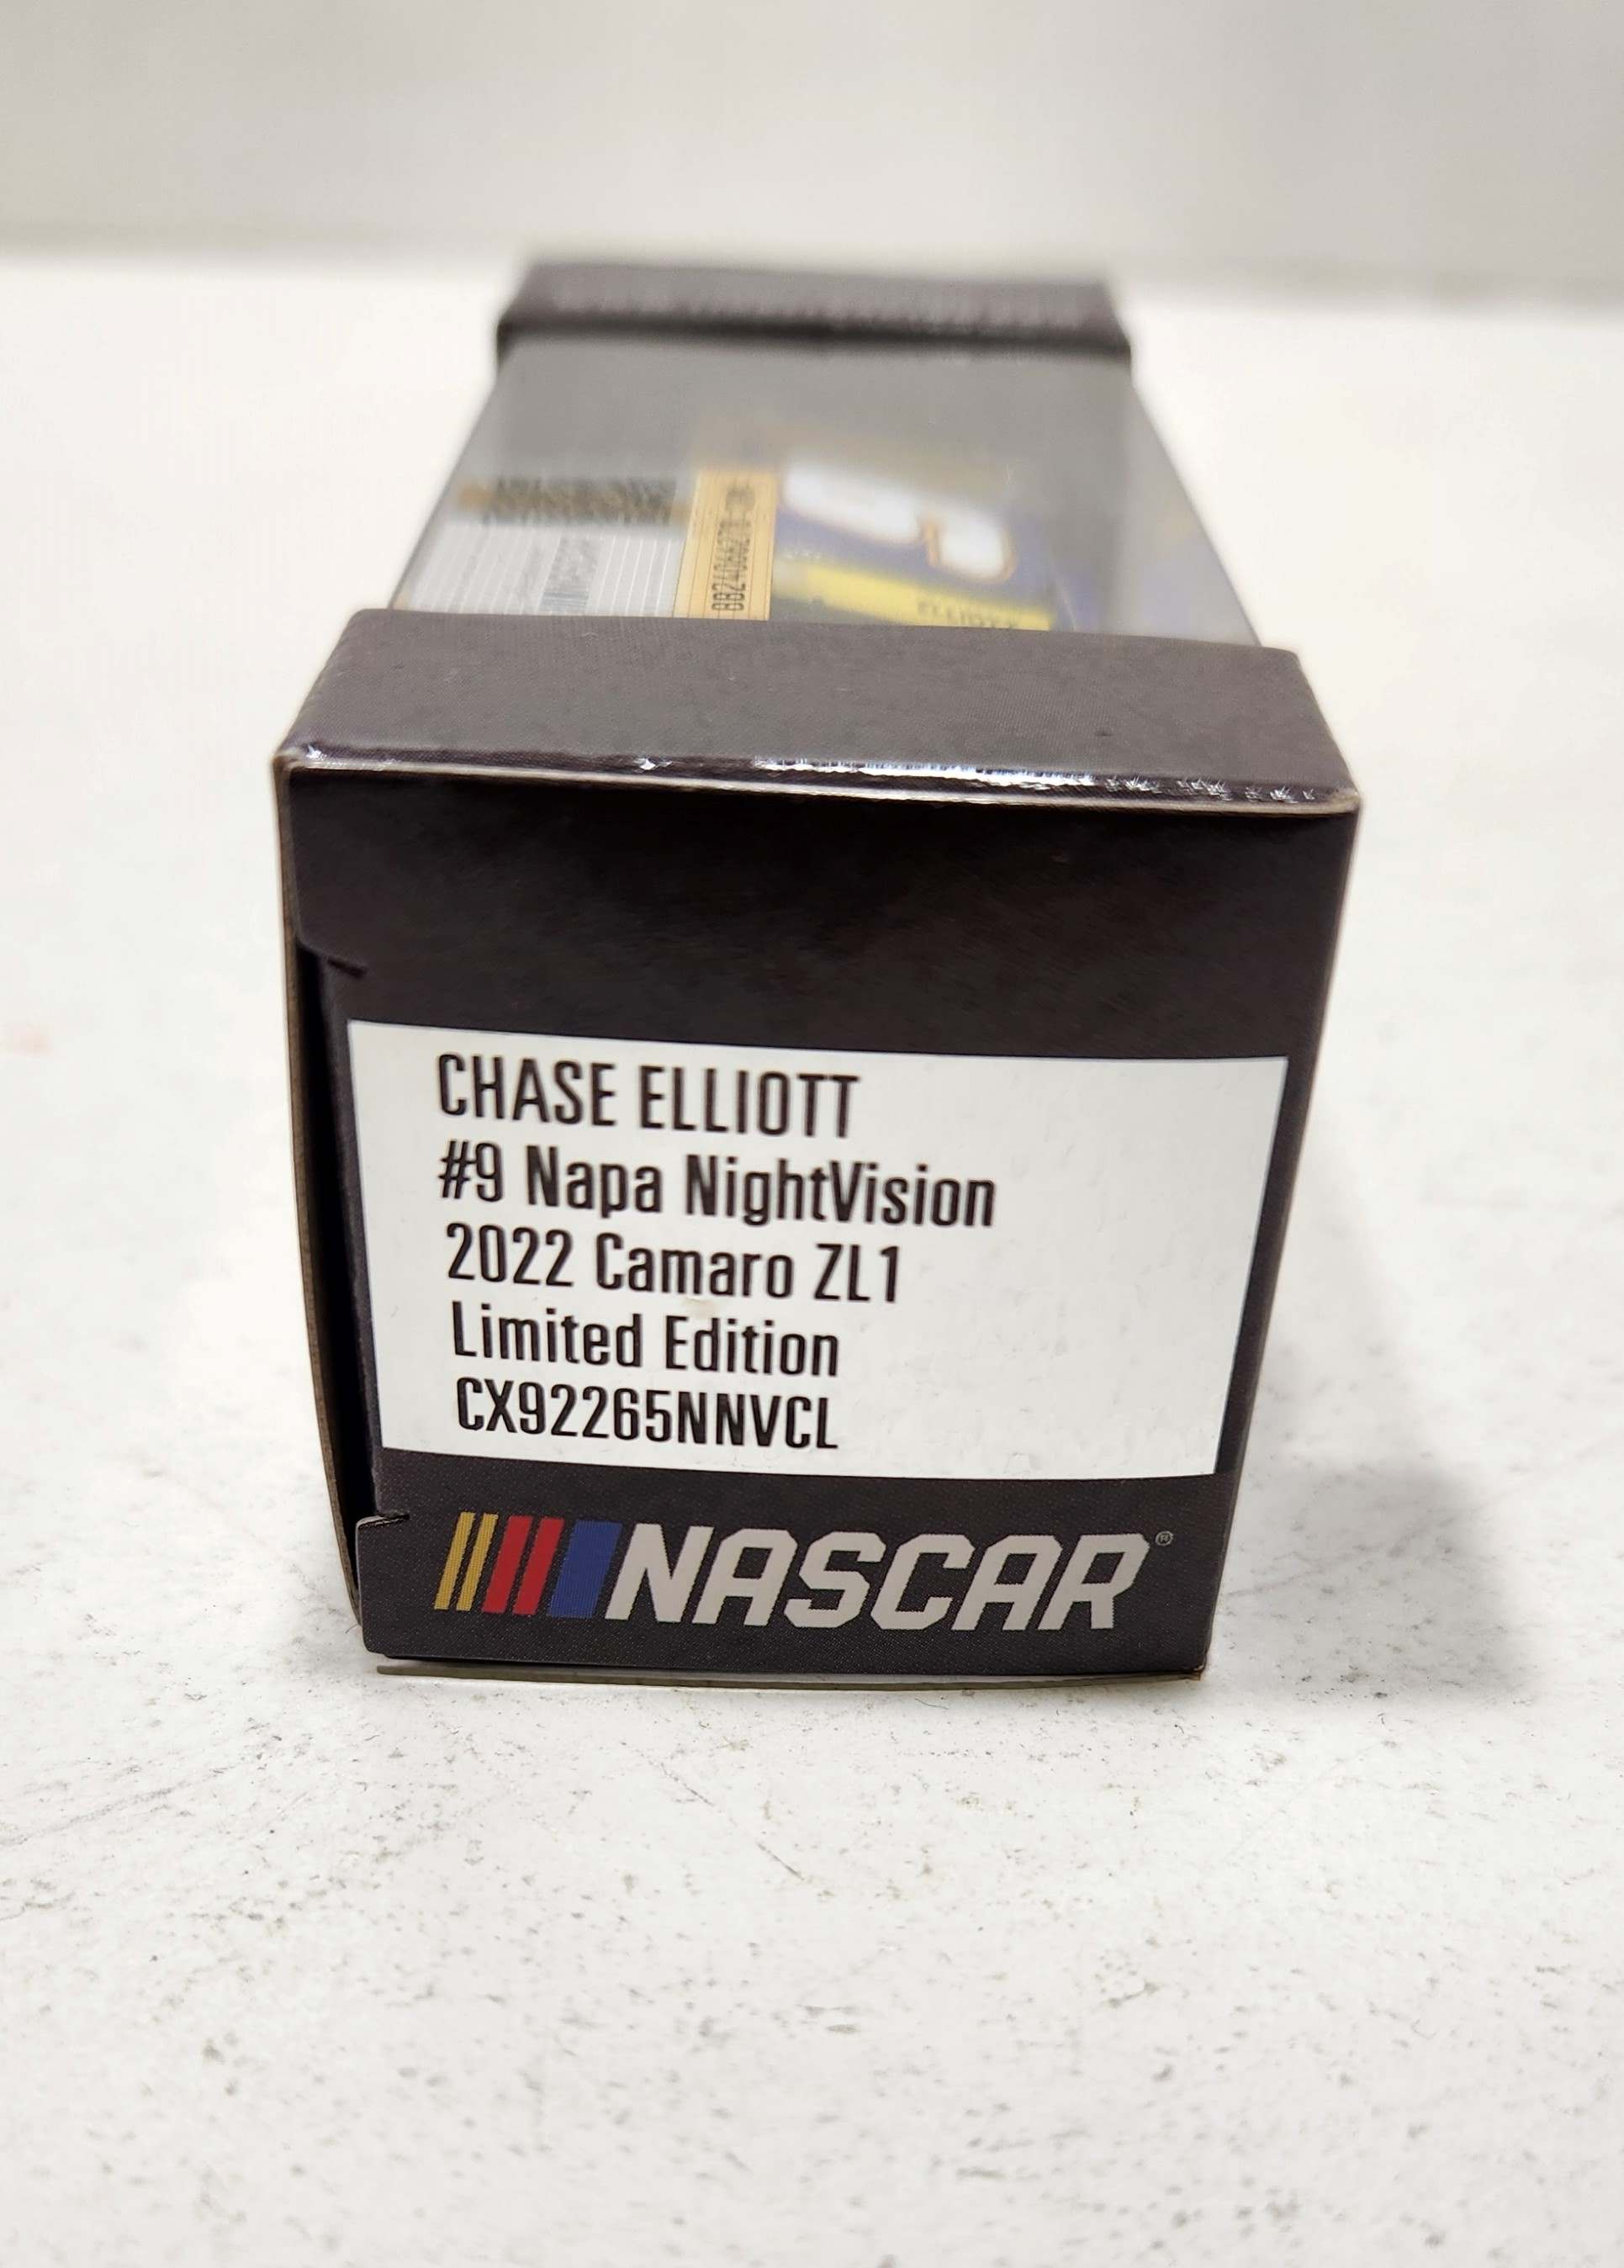 CHASE ELLIOTT
#9 Napa NightVision
2022 Camaro ZL1
Limited Edition
CX92265NNVCL
NASCAR®